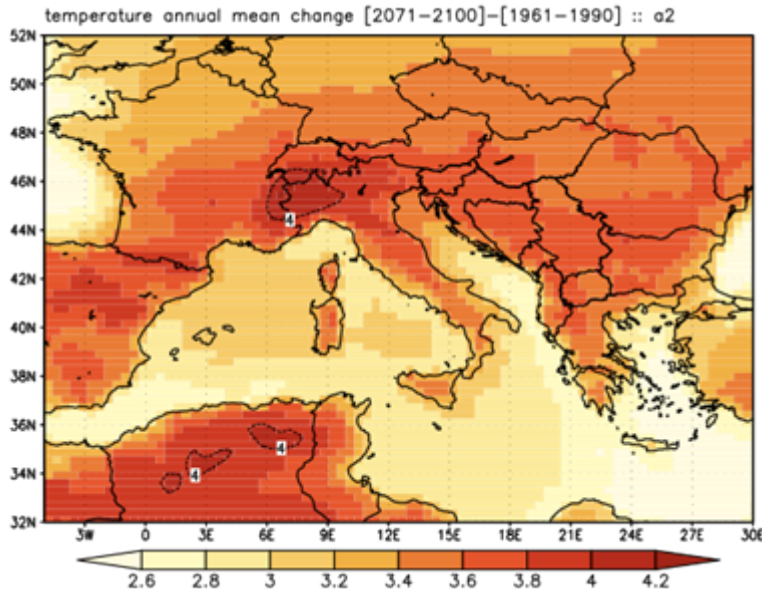 temperature annual mean change [2071-2100]-[1961-1990] :: a2
52N
50N
48N
46N
4
44N
42N
40N
38N
36N
4
4
34N
32N
3W 0 3E 6E 9E 12E 15E 18E 21E 24E 27E 30E
2.6 2.8 3 3.2 3.4 3.6 3.8 4 4.2